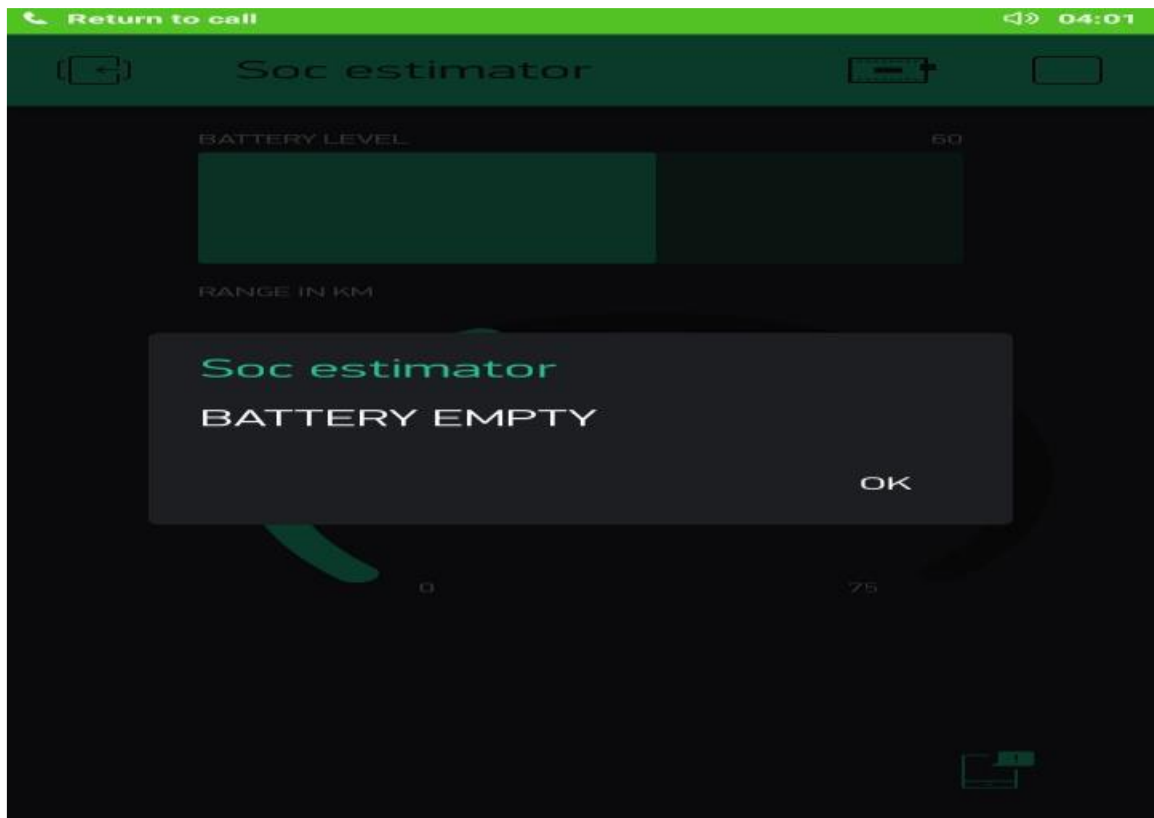 Return to call 04:01
Soc estimator
BATTERY LEVEL 60
RANGE IN KM
Soc estimator
BATTERY EMPTY
OK
0 75